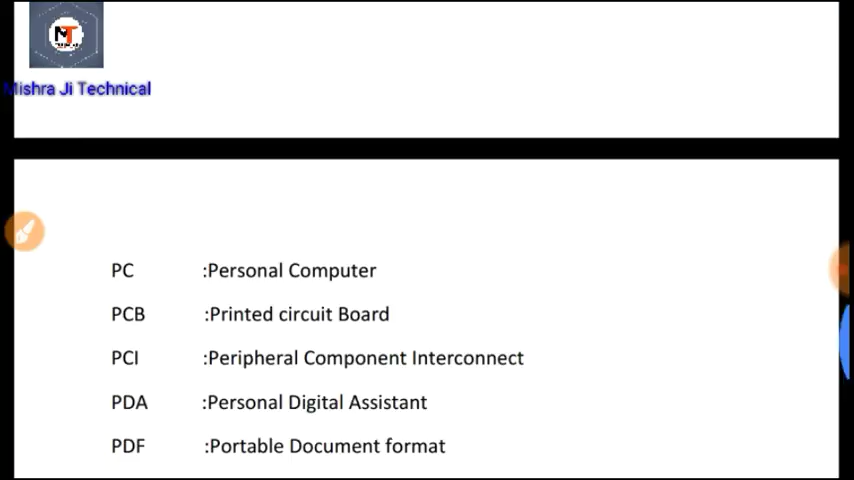 MT
Mishra Ji Technical
PC :Personal Computer
PCB :Printed circuit Board
PCI :Peripheral Component Interconnect
PDA :Personal Digital Assistant
PDF :Portable Document format